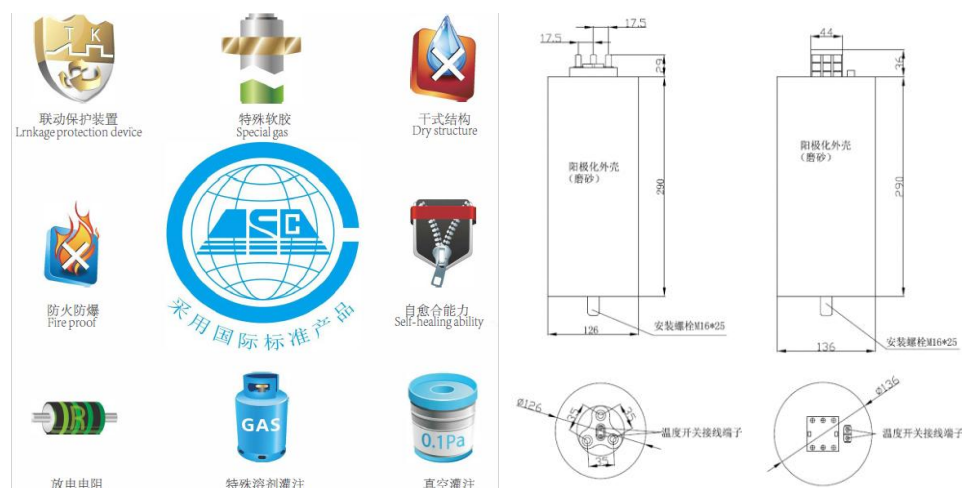 T K
联动保护装置
Lrnkage protection device
特殊软胶
Special gas
干式结构
Dry structure
防火防爆
Fire proof
ASC
采用国际标准产品
自愈合能力
Self-healing ability
R
放电电阻
GAS
特殊溶剂灌注
0.1Pa
真空灌注
17.5
17.5
29
阳极化外壳
(磨砂)
290
126
安装螺栓M16*25
44
36
阳极化外壳
(磨砂)
290
136
安装螺栓M16*25
Ø126
35
35
35
温度开关接线端子
Ø136
温度开关接线端子